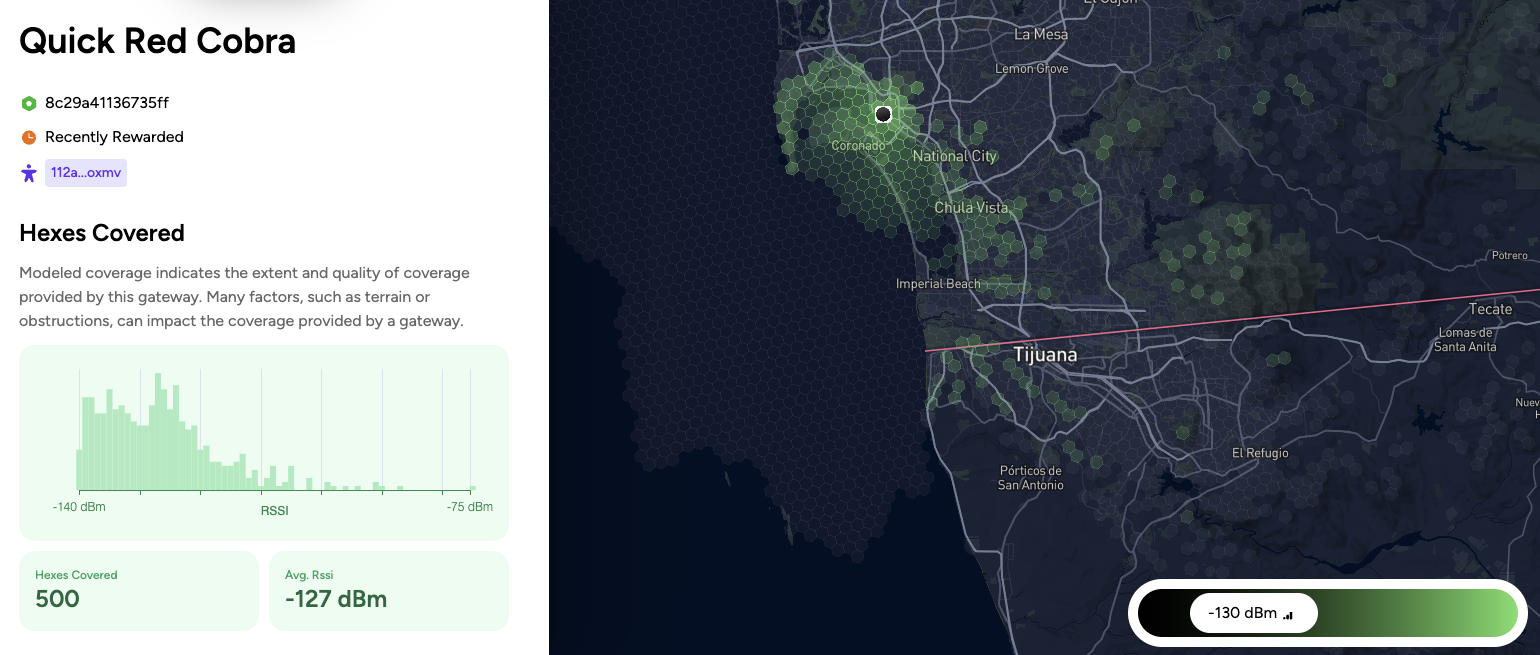 Quick Red Cobra
8c29a41136735ff
Recently Rewarded
112a...oxmv
Hexes Covered
Modeled coverage indicates the extent and quality of coverage
provided by this gateway. Many factors, such as terrain or
obstructions, can impact the coverage provided by a gateway.
-140 dBm
RSSI
-75 dBm
Hexes Covered
500
Avg. Rssi
-127 dBm
El Cajon
La Mesa
Lemon Grove
Coronado
National City
Chula Vista
Imperial Beach
Potrero
Tecate
Lomas de
Santa Anita
Tijuana
El Refugio
Pórticos de
San Antonio
-130 dBm